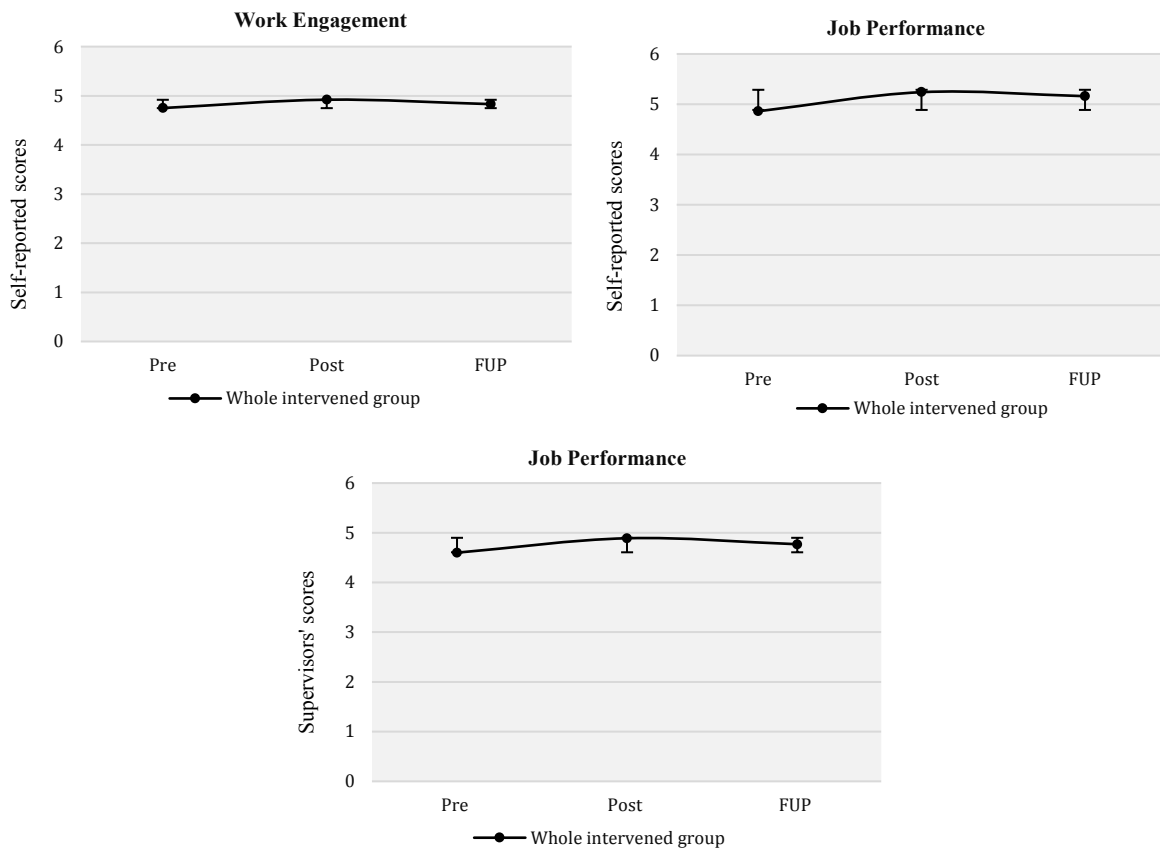 Work Engagement
Self-reported scores
6
5
4
3
2
1
0
Pre Post FUP
Whole intervened group
Job Performance
Self-reported scores
6
5
4
3
2
1
0
Pre Post FUP
Whole intervened group
Job Performance
Supervisors' scores
6
5
4
3
2
1
0
Pre Post FUP
Whole intervened group